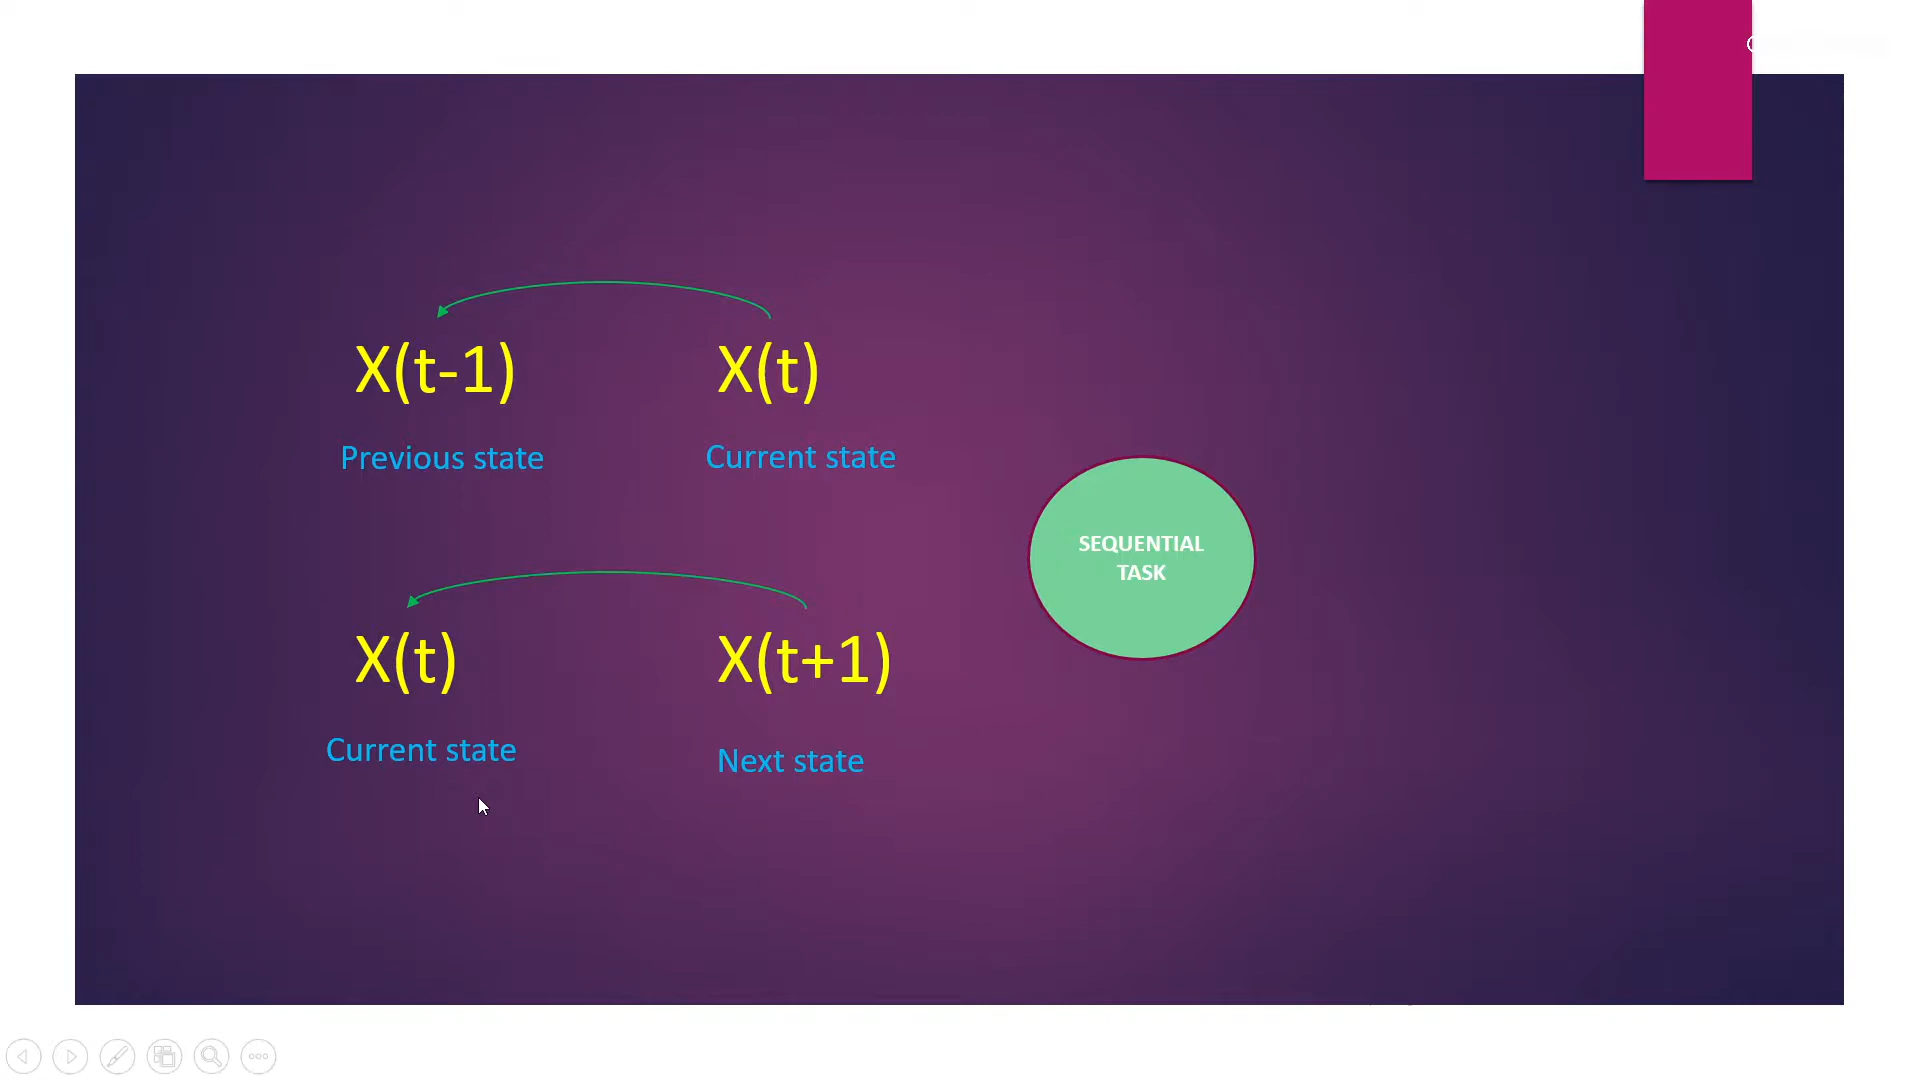 X(t-1)
X(t)
Previous state
Current state
SEQUENTIAL
TASK
X(t)
X(t+1)
Current state
Next state